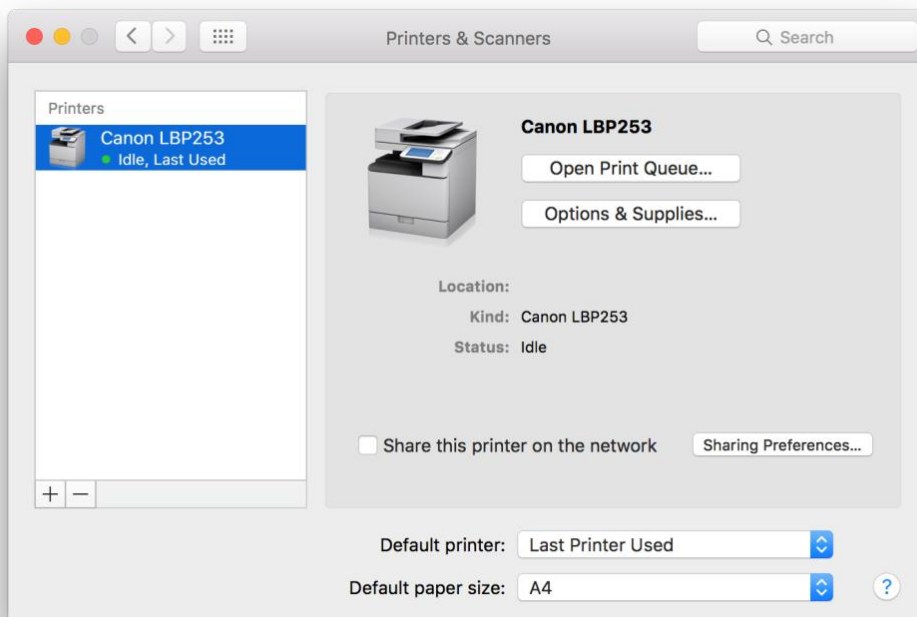 Printers & Scanners
Search
Printers
Canon LBP253
Idle, Last Used
+ −
Canon LBP253
Open Print Queue...
Options & Supplies...
Location:
Kind: Canon LBP253
Status: Idle
Share this printer on the network
Sharing Preferences...
Default printer: Last Printer Used
Default paper size: A4
?